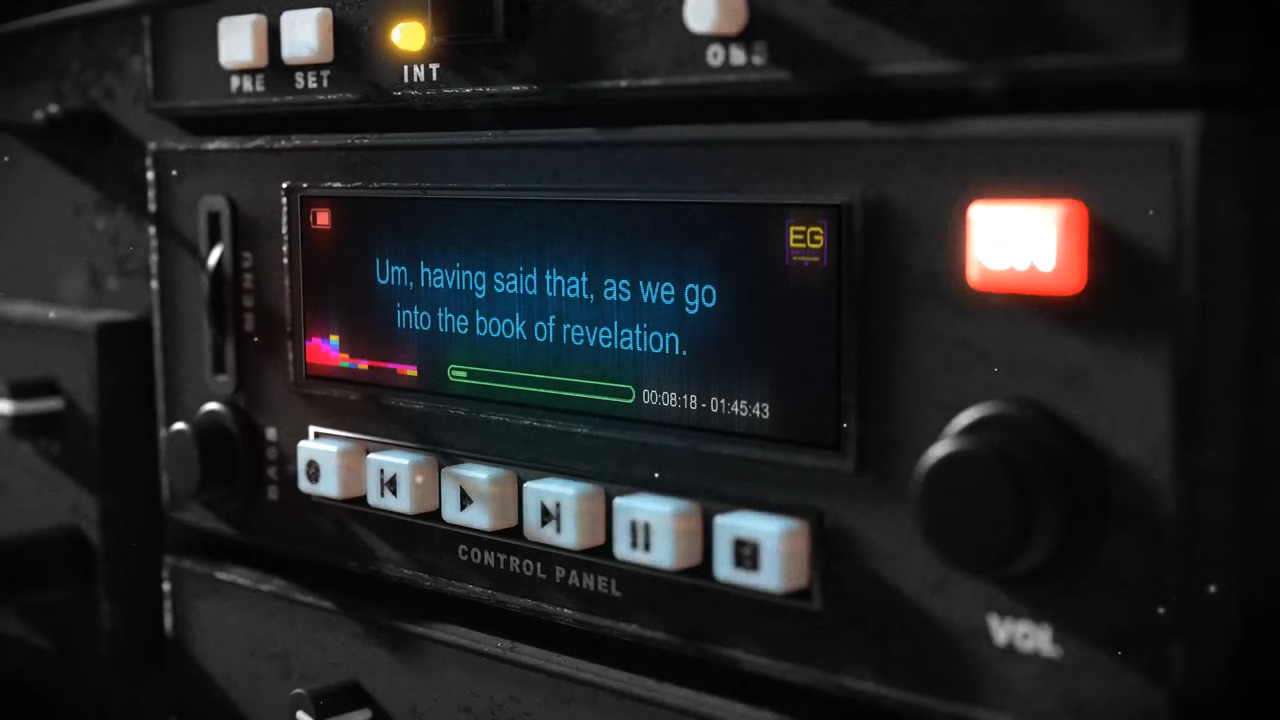 PRE
SET
INT
MENU
EG
Um, having said that, as we go
into the book of revelation.
00:08:18 - 01:45:43
BASE
CONTROL PANEL
VOL